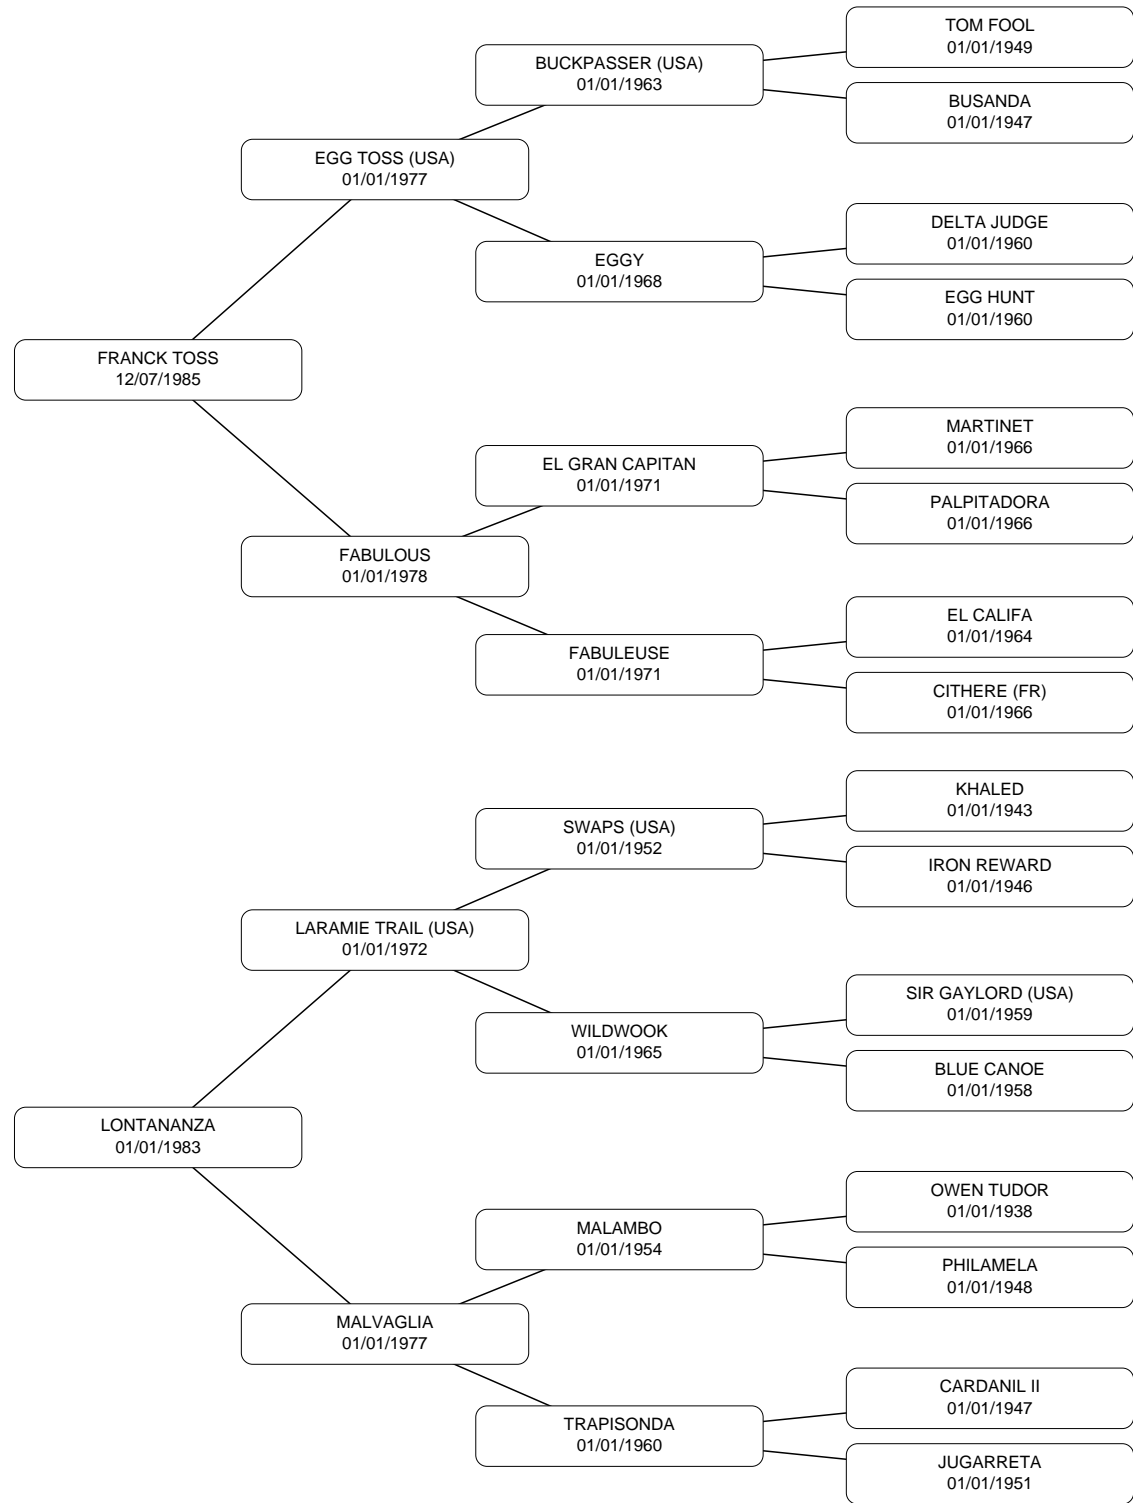 TOM FOOL
01/01/1949
BUCKPASSER (USA)
01/01/1963
BUSANDA
01/01/1947
EGG TOSS (USA)
01/01/1977
DELTA JUDGE
01/01/1960
EGGY
01/01/1968
EGG HUNT
01/01/1960
FRANCK TOSS
12/07/1985
MARTINET
01/01/1966
EL GRAN CAPITAN
01/01/1971
PALPITADORA
01/01/1966
FABULOUS
01/01/1978
EL CALIFA
01/01/1964
FABULEUSE
01/01/1971
CITHERE (FR)
01/01/1966
KHALED
01/01/1943
SWAPS (USA)
01/01/1952
IRON REWARD
01/01/1946
LARAMIE TRAIL (USA)
01/01/1972
SIR GAYLORD (USA)
01/01/1959
WILDWOOK
01/01/1965
BLUE CANOE
01/01/1958
LONTANANZA
01/01/1983
OWEN TUDOR
01/01/1938
MALAMBO
01/01/1954
PHILAMELA
01/01/1948
MALVAGLIA
01/01/1977
CARDANIL II
01/01/1947
TRAPISONDA
01/01/1960
JUGARRETA
01/01/1951